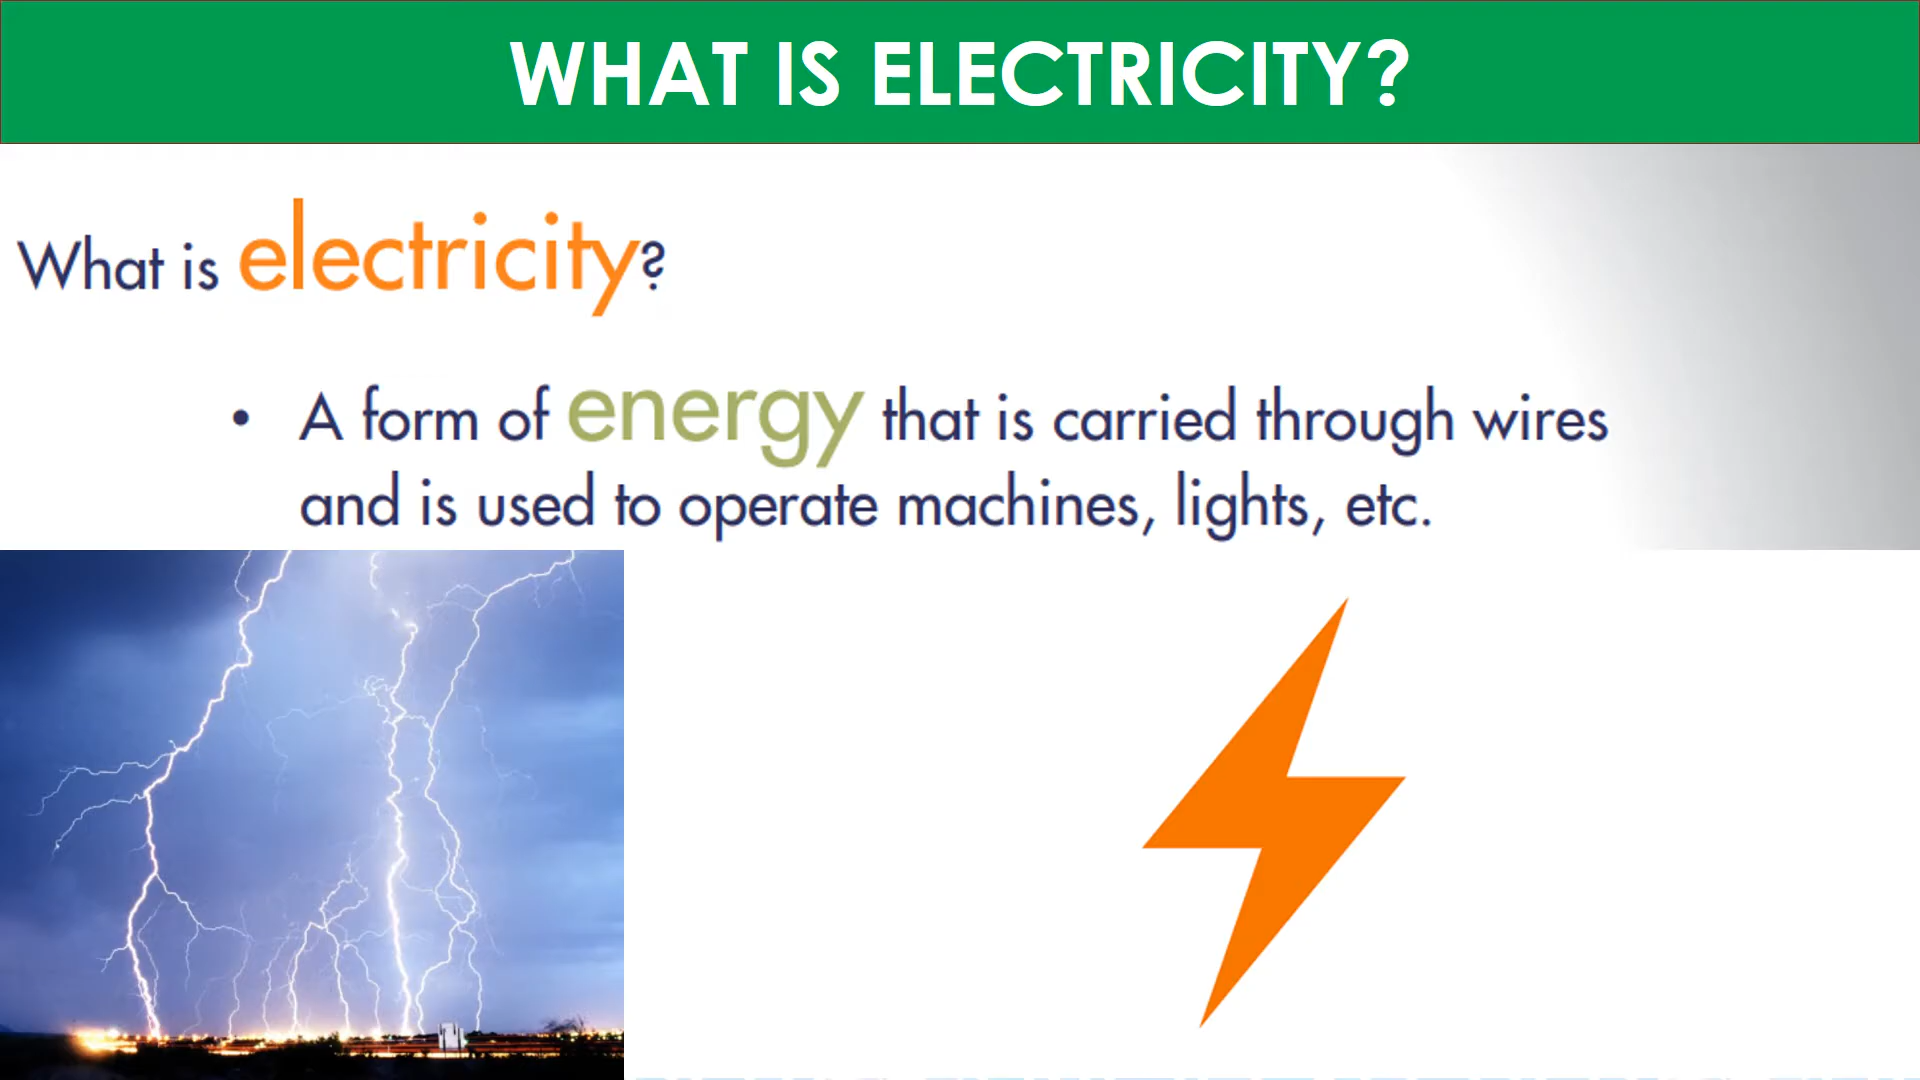 WHAT IS ELECTRICITY?
What is electricity?
• A form of energy that is carried through wires
and is used to operate machines, lights, etc.